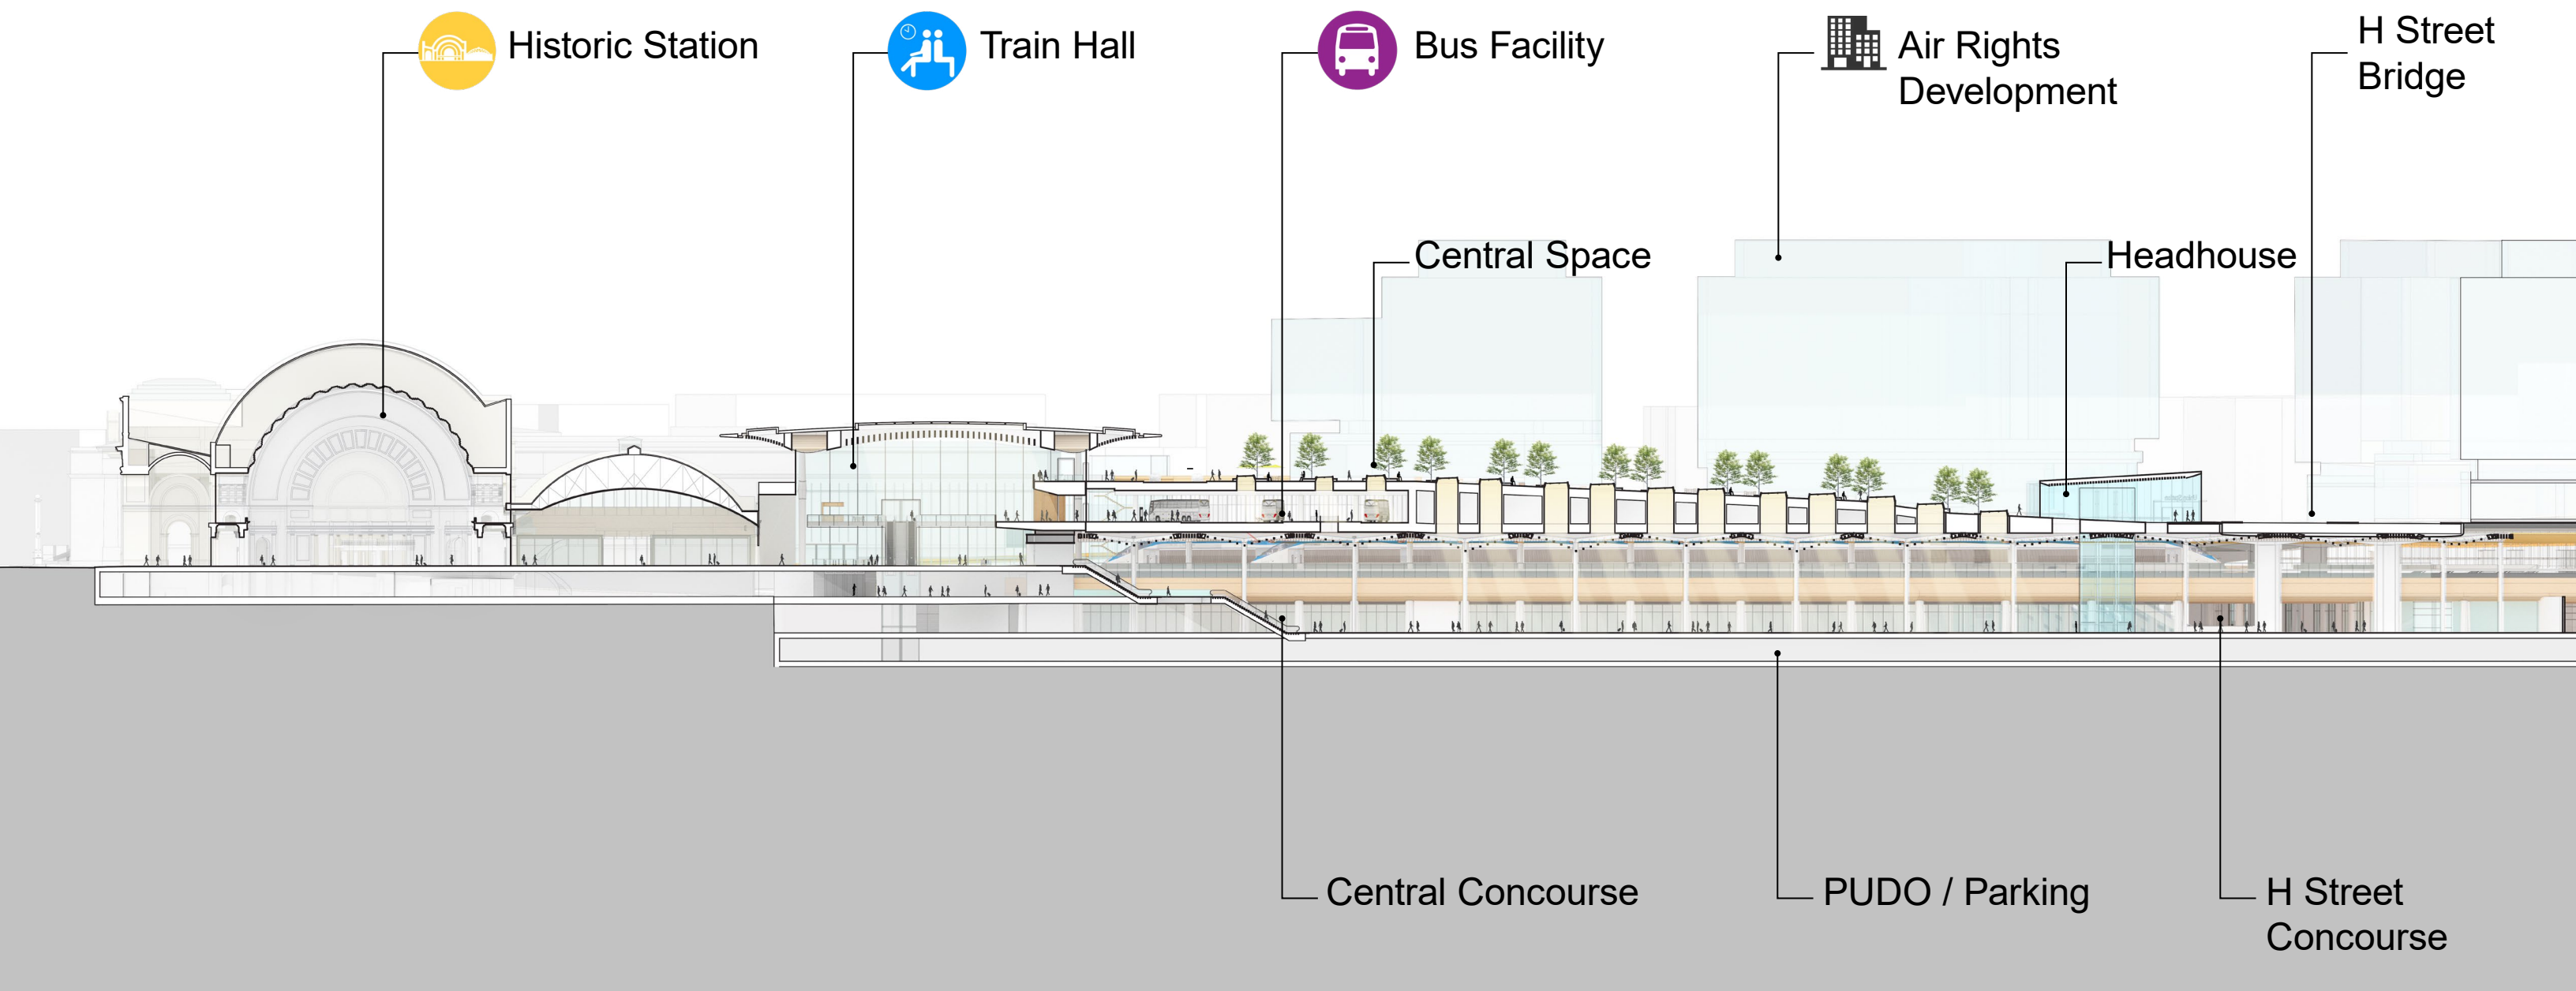 Historic Station
Train Hall
Bus Facility
Air Rights
Development
H Street
Bridge
Central Space
Headhouse
Central Concourse
PUDO / Parking
H Street
Concourse